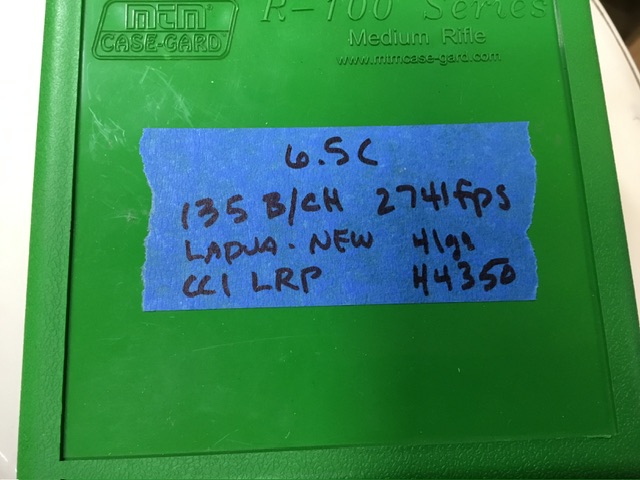 MTM
CASE-GARD
R-100 Series
Medium Rifle
www.mtmcase-gard.com
6.5C
135 B/CH 2741fps
LAPUA. NEW 41gr
CCI LRP H4350